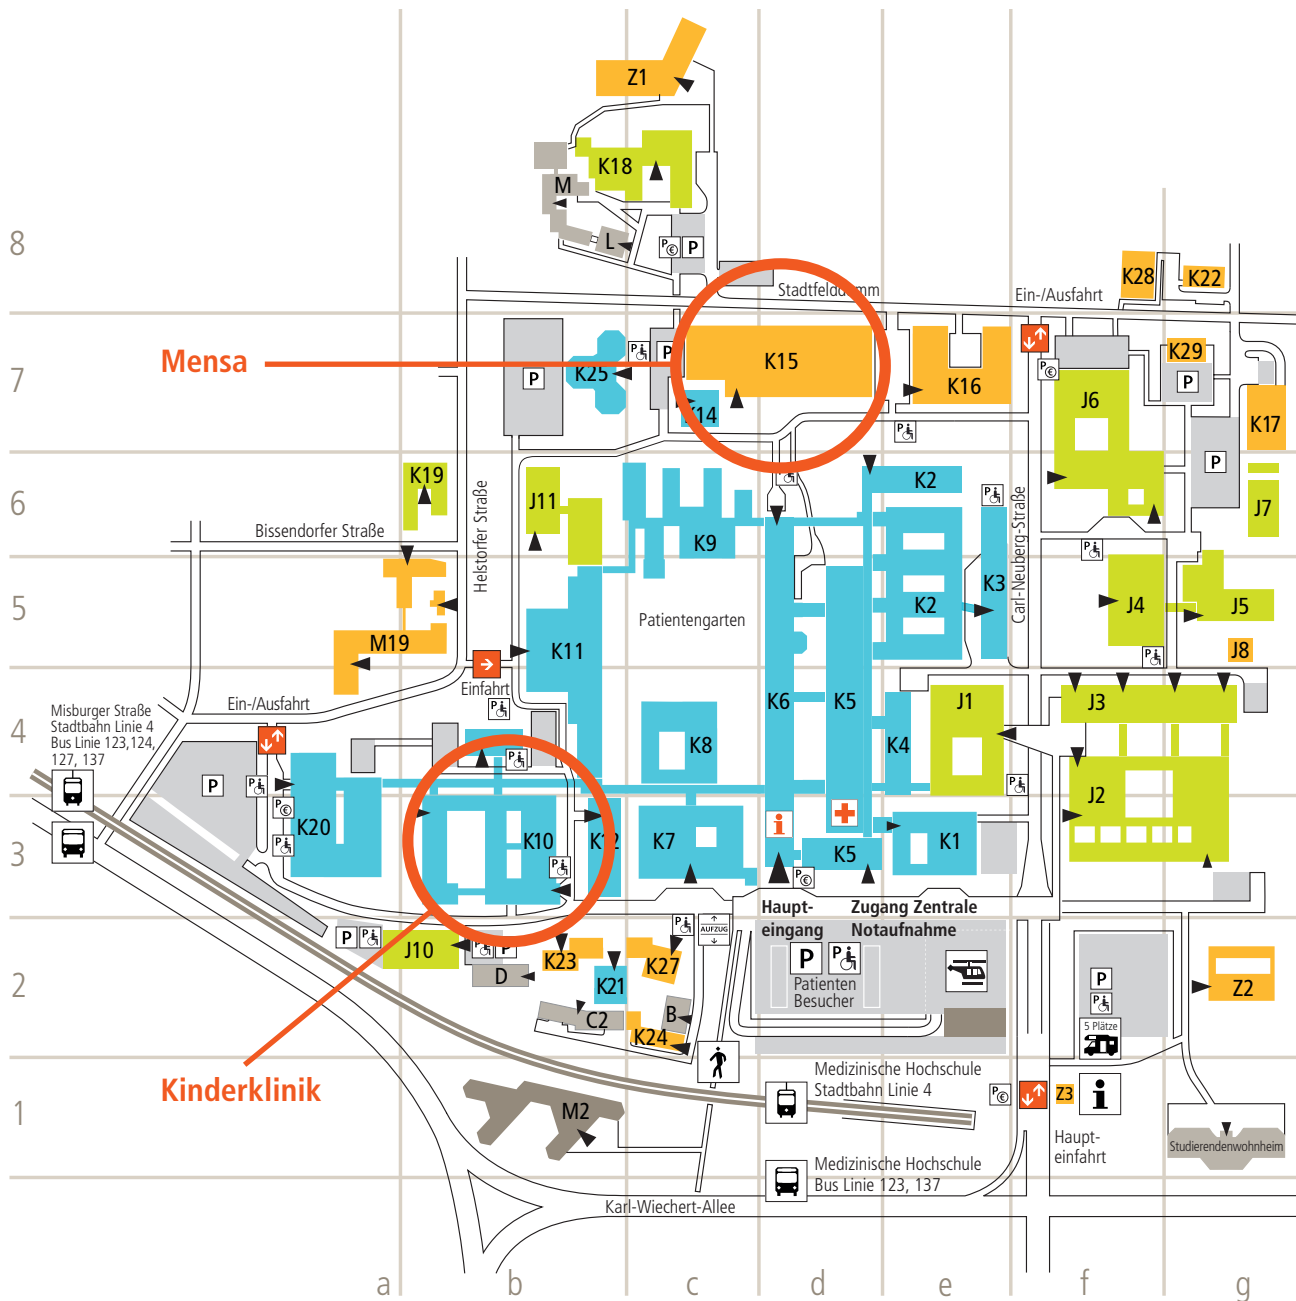 Z1
K18
M
L
P€
P
8
Stadtfelddamm
Ein-/Ausfahrt
K28
K22
Mensa
7
P
K25
P
P
K15
K14
K16
P€
J6
K29
P
K17
P
K19
6
Helstorfer Straße
J11
K9
P
K2
P
Carl-Neuberg-Straße
P
J7
Bissendorfer Straße
5
M19
K11
Patientengarten
K2
K3
J4
J5
J8
P
Einfahrt
P
Misburger Straße
Stadtbahn Linie 4
Bus Linie 123,124,
127, 137
Ein-/Ausfahrt
4
K8
K6
K5
K4
J1
J3
J2
P
P
P€
P
P
P
K20
3
K10
P
K12
K7
i
K5
P€
K1
Haupt-
eingang
Zugang Zentrale
Notaufnahme
P
P
J10
P
P
K23
K21
K27
P
AUFZUG
P
P
Patienten
Besucher
P
P
Z2
2
D
C2
B
K24
5 Plätze
Kinderklinik
1
M2
Medizinische Hochschule
Stadtbahn Linie 4
P€
Z3
i
Haupt-
einfahrt
Studierendenwohnheim
Medizinische Hochschule
Bus Linie 123, 137
Karl-Wiechert-Allee
a
b
c
d
e
f
g